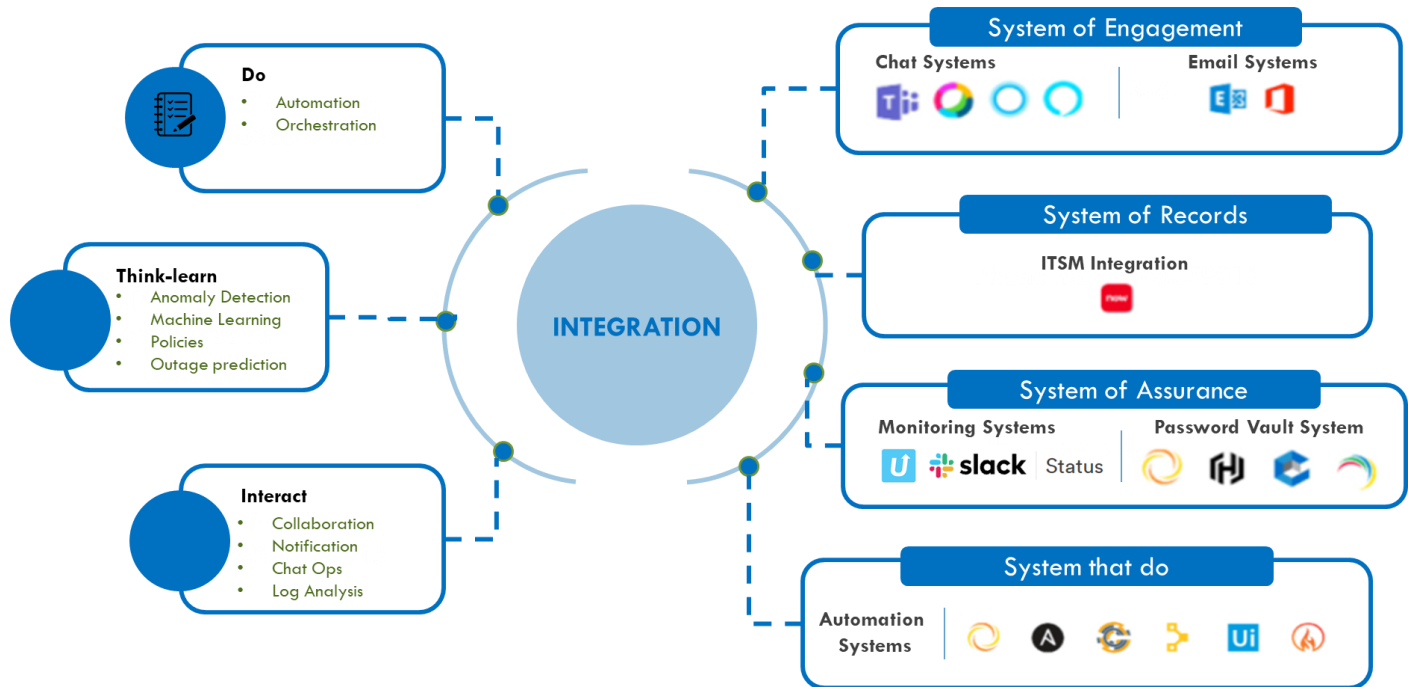 Do
• Automation
• Orchestration
Think-learn
• Anomaly Detection
• Machine Learning
• Policies
• Outage prediction
Interact
• Collaboration
• Notification
• Chat Ops
• Log Analysis
INTEGRATION
System of Engagement
Chat Systems
Email Systems
System of Records
ITSM Integration
now
System of Assurance
Monitoring Systems
Password Vault System
slack
Status
System that do
Automation
Systems
Ui